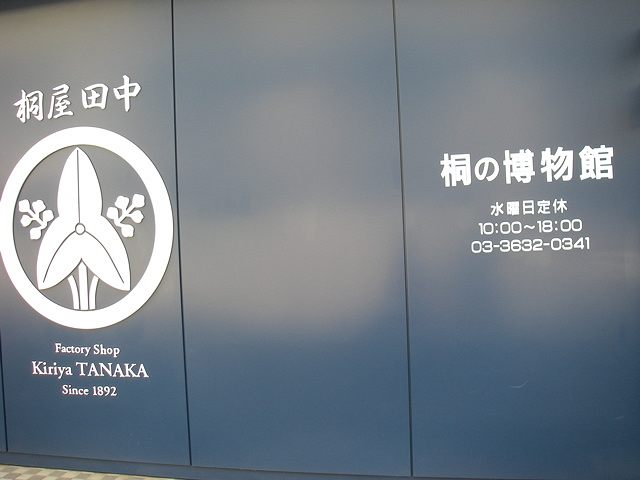 桐屋田中
Factory Shop
Kiriya TANAKA
Since 1892
桐の博物館
水曜日定休
10:00～18:00
03-3632-0341